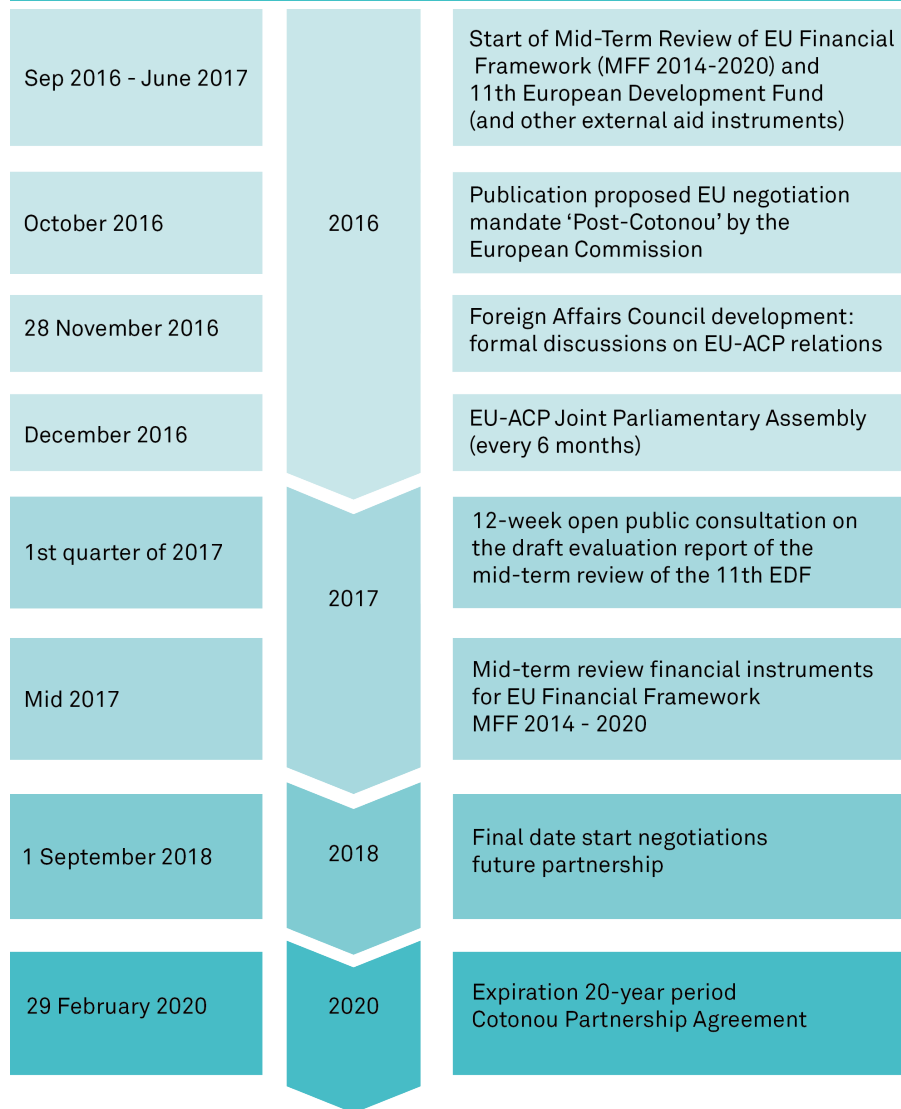 Sep 2016 - June 2017
Start of Mid-Term Review of EU Financial
Framework (MFF 2014-2020) and
11th European Development Fund
(and other external aid instruments)
October 2016
2016
Publication proposed EU negotiation
mandate ‘Post-Cotonou’ by the
European Commission
28 November 2016
Foreign Affairs Council development:
formal discussions on EU-ACP relations
December 2016
EU-ACP Joint Parliamentary Assembly
(every 6 months)
1st quarter of 2017
2017
12-week open public consultation on
the draft evaluation report of the
mid-term review of the 11th EDF
Mid 2017
Mid-term review financial instruments
for EU Financial Framework
MFF 2014 - 2020
1 September 2018
2018
Final date start negotiations
future partnership
29 February 2020
2020
Expiration 20-year period
Cotonou Partnership Agreement